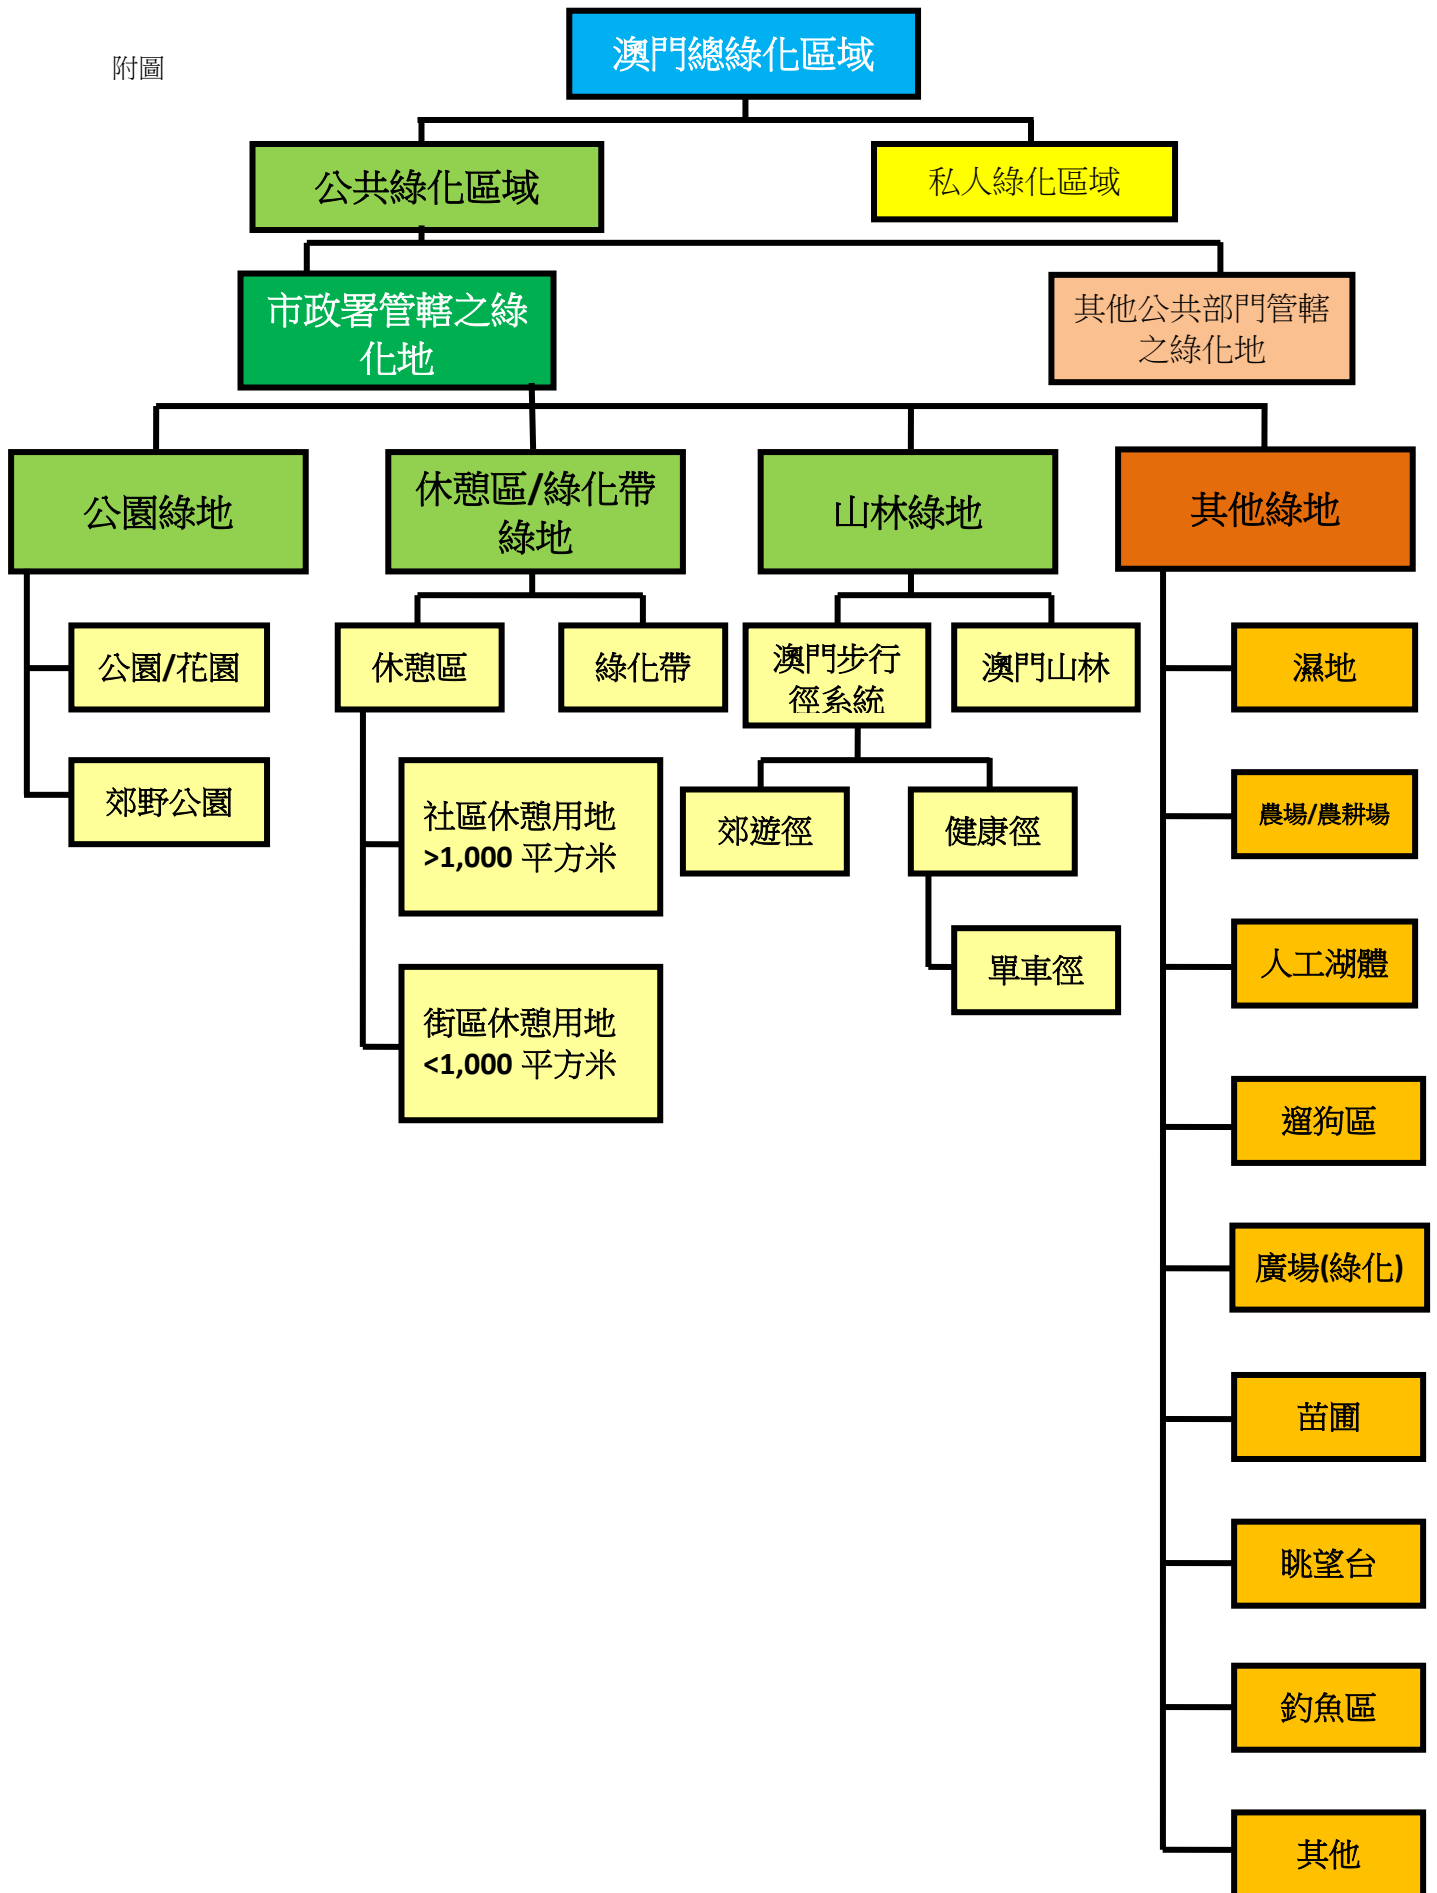 附圖
澳門總綠化區域
公共綠化區域
私人綠化區域
市政署管轄之綠
化地
其他公共部門管轄
之綠化地
公園綠地
休憩區/綠化帶
綠地
山林綠地
其他綠地
公園/花園
郊野公園
休憩區
綠化帶
社區休憩用地
>1,000 平方米
街區休憩用地
<1,000 平方米
澳門步行
徑系統
澳門山林
郊遊徑
健康徑
單車徑
濕地
農場/農耕場
人工湖體
遛狗區
廣場(綠化)
苗圃
眺望台
釣魚區
其他